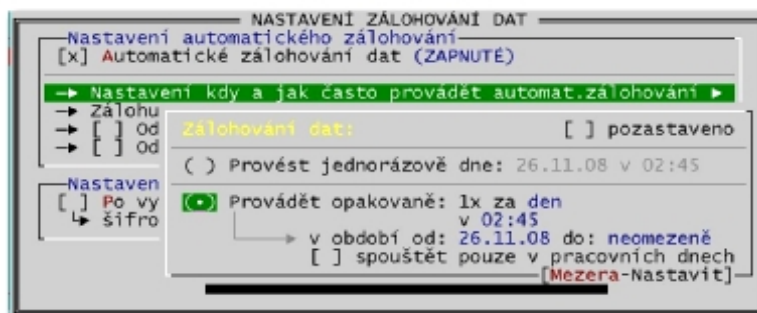 NASTAVENÍ ZÁLOHOVÁNÍ DAT
Nastavení automatického zálohování
[x] Automatické zálohování dat (ZAPNUTÉ)
Nastavení kdy a jak často provádět automat.zálohování
Zálohu
[ ] Od
[ ] Od
Nastaven
[ ] Po vy
šifro
Zálohování dat: [ ] pozastaveno
( ) Provést jednorázově dne: 26.11.08 v 02:45
(•) Provádět opakovaně: 1x za den
v 02:45
v období od: 26.11.08 do: neomezeně
[ ] spouštět pouze v pracovních dnech
[Mezera-Nastavit]